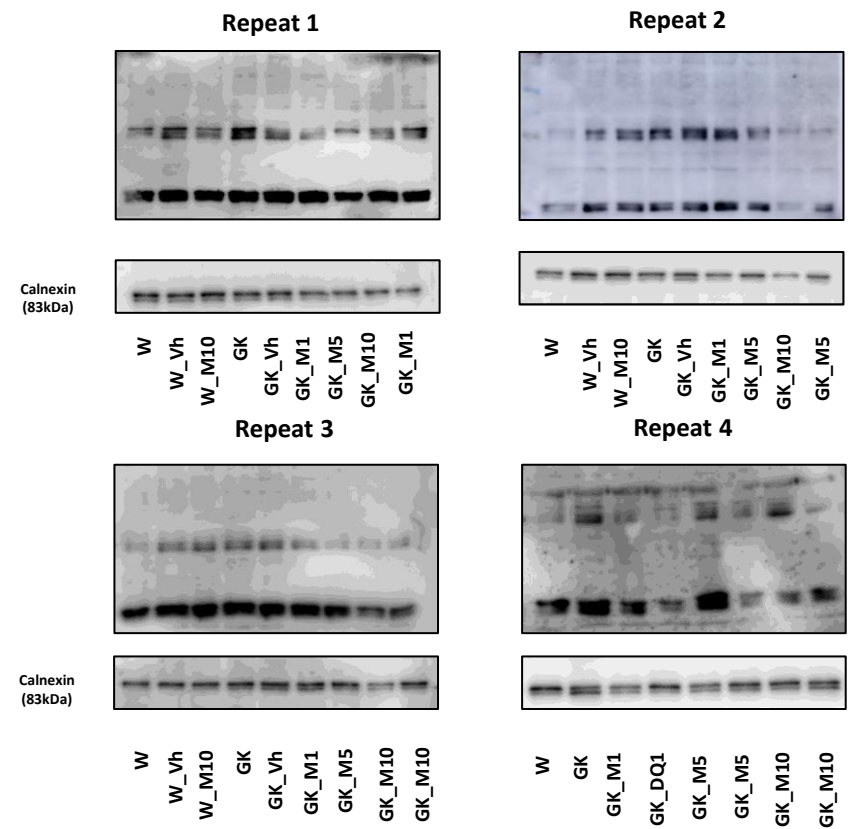 Repeat 1
Repeat 2
Calnexin
(83kDa)
W
W_Vh
W_M10
GK
GK_Vh
GK_M1
GK_M5
GK_M10
GK_M1
W
W_Vh
W_M10
GK
GK_Vh
GK_M1
GK_M5
GK_M10
GK_M5
Repeat 3
Repeat 4
Calnexin
(83kDa)
W
W_Vh
W_M10
GK
GK_Vh
GK_M1
GK_M5
GK_M10
GK_M10
W
GK
GK_M1
GK_DQ1
GK_M5
GK_M5
GK_M10
GK_M10